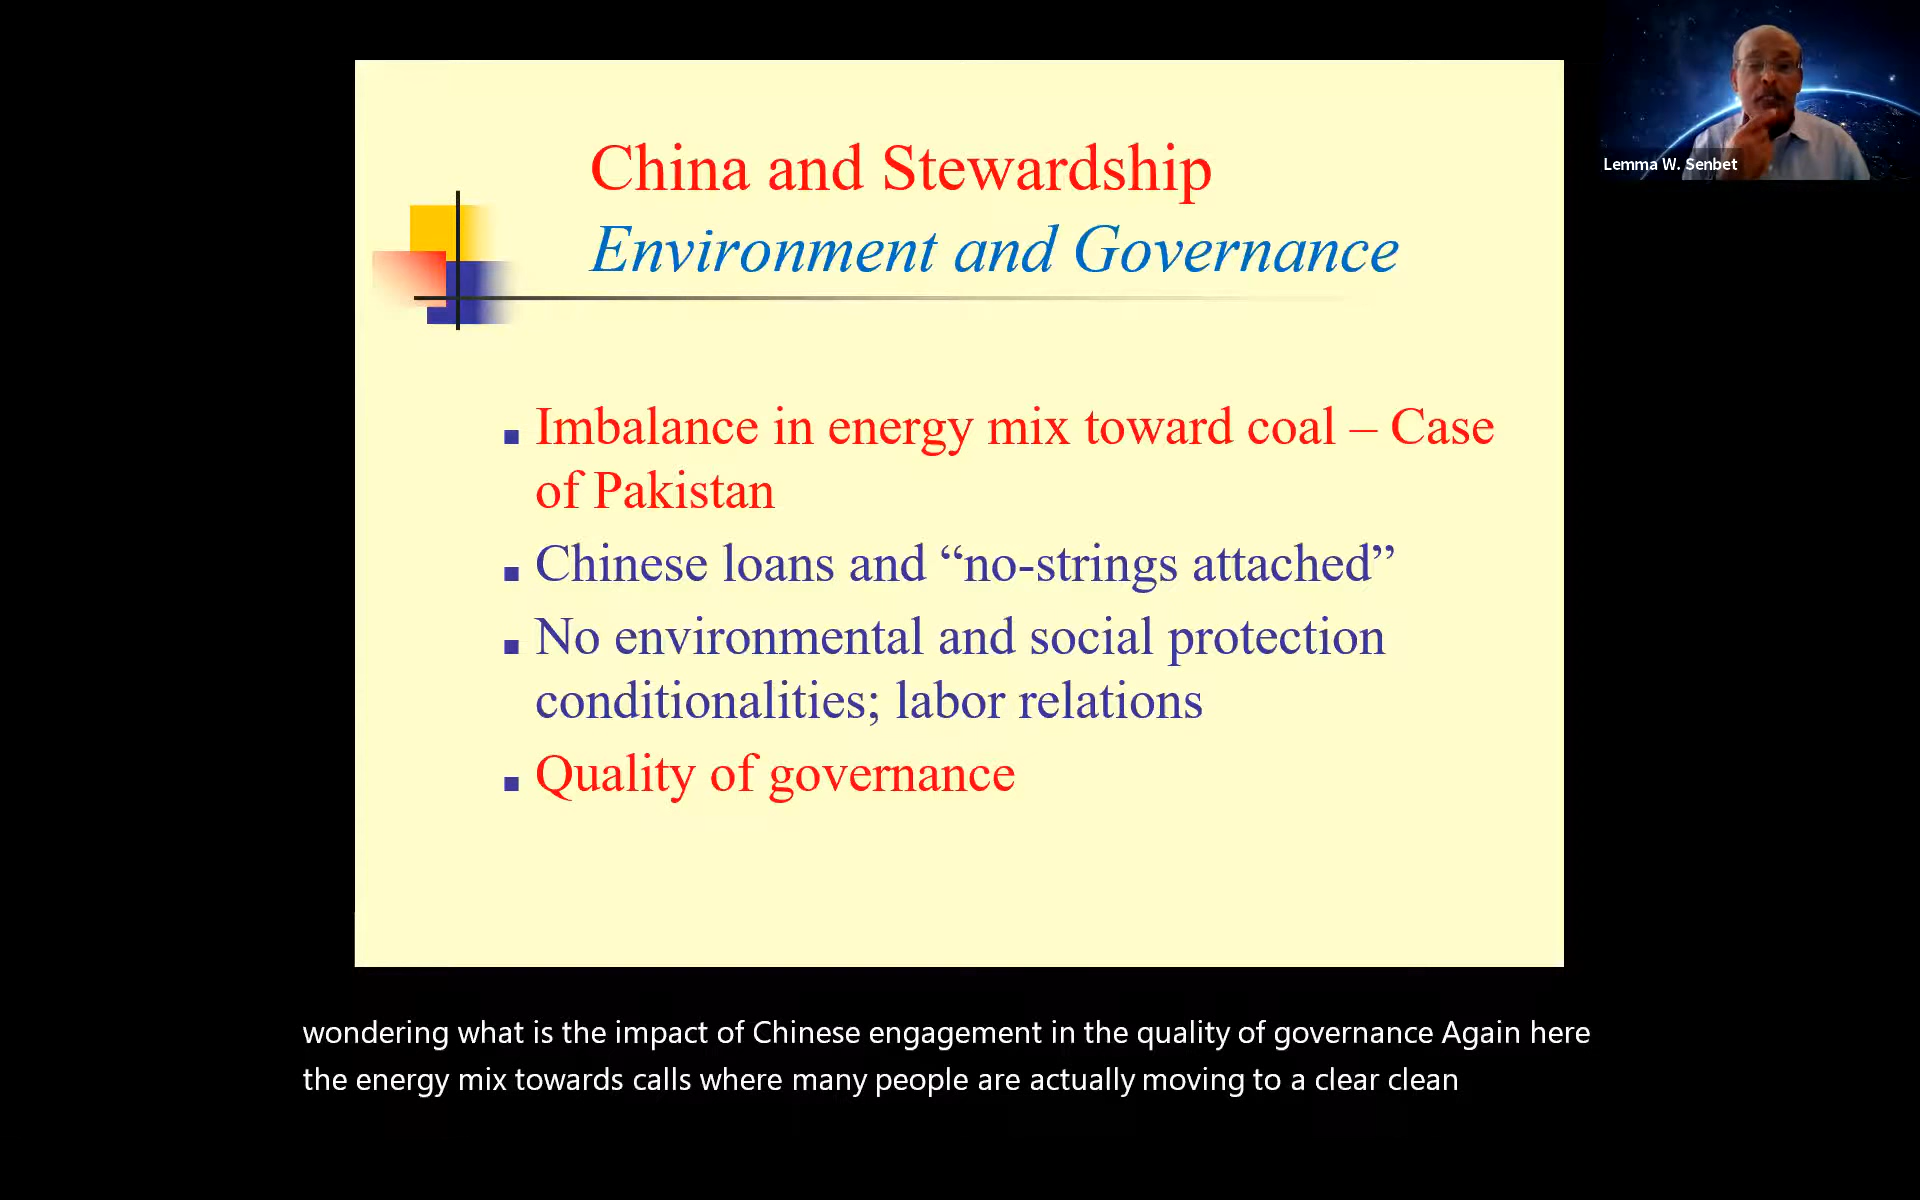 China and Stewardship
Environment and Governance
Imbalance in energy mix toward coal – Case
of Pakistan
Chinese loans and “no-strings attached”
No environmental and social protection
conditionalities; labor relations
Quality of governance
Lemma W. Senbet
wondering what is the impact of Chinese engagement in the quality of governance Again here
the energy mix towards calls where many people are actually moving to a clear clean